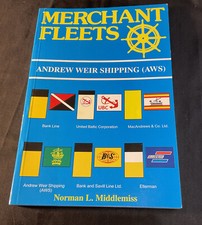 MERCHANT
FLEETS
ANDREW WEIR SHIPPING (AWS)
Bank Line
UBC
United Baltic Corporation
MacAndrews & Co. Ltd.
Andrew Weir Shipping
(AWS)
B&S
Bank and Savill Line Ltd.
Ellerman
Norman L. Middlemiss